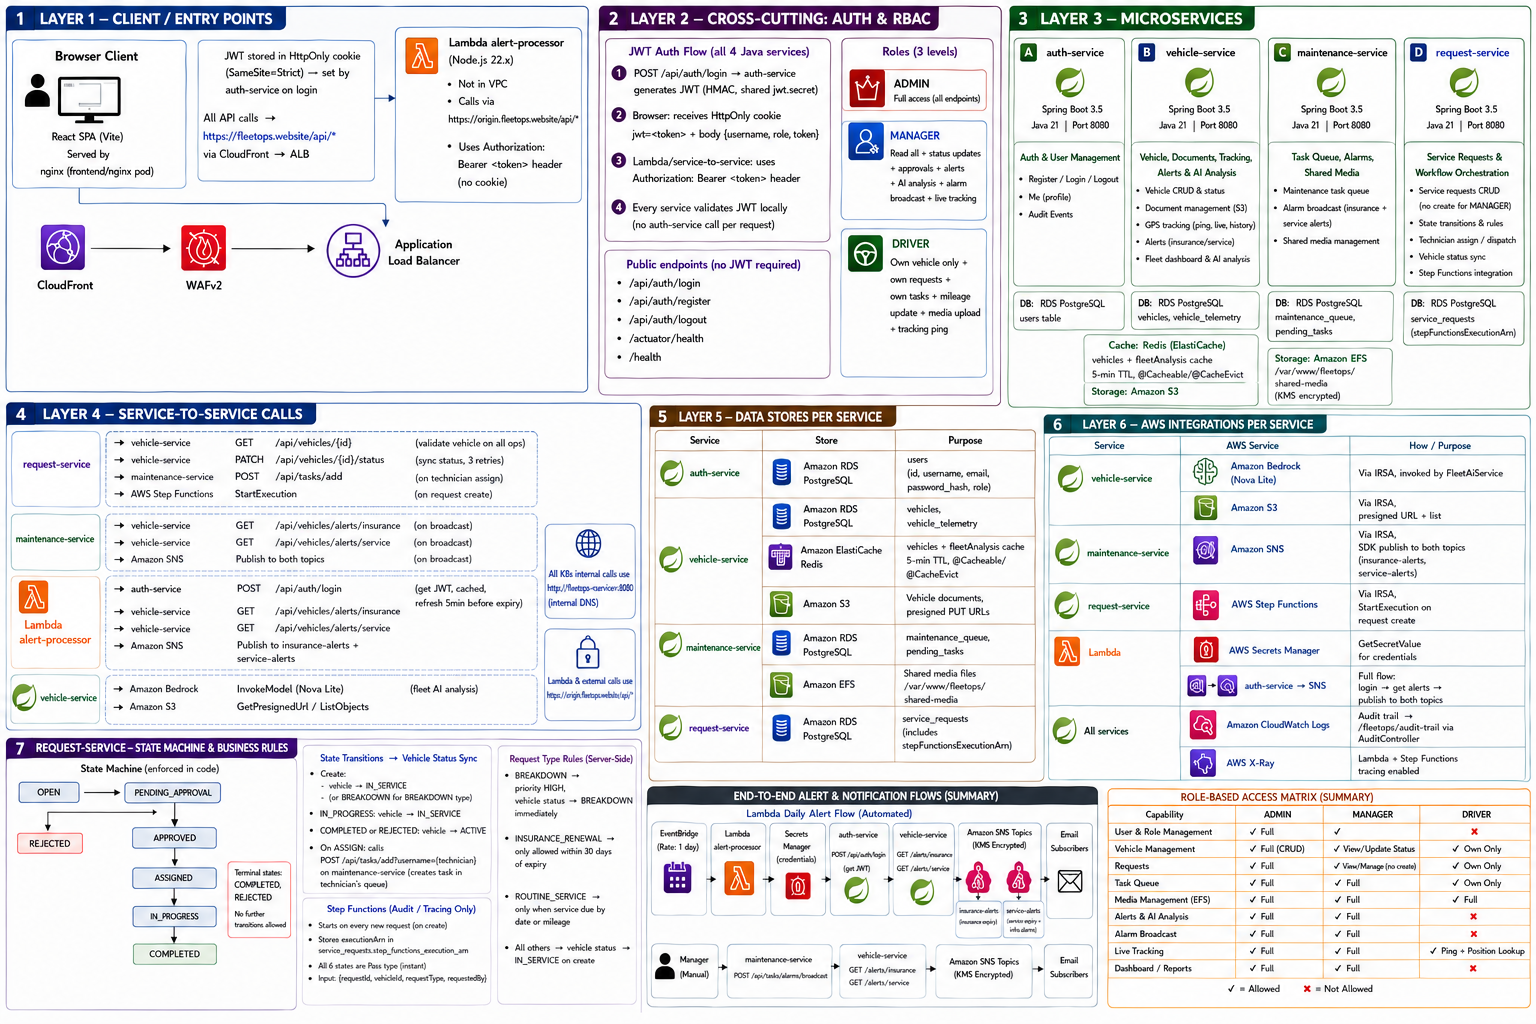 1 LAYER 1 – CLIENT / ENTRY POINTS
Browser Client
React SPA (Vite)
Served by
nginx (frontend/nginx pod)
JWT stored in HttpOnly cookie
(SameSite=Strict) → set by
auth-service on login
All API calls →
https://fleetops.website/api/*
via CloudFront → ALB
Lambda alert-processor
(Node.js 22.x)
• Not in VPC
• Calls via
https://origin.fleetops.website/api/*
• Uses Authorization:
Bearer <token> header
(no cookie)
CloudFront
WAFv2
Application
Load Balancer
2 LAYER 2 – CROSS-CUTTING: AUTH & RBAC
JWT Auth Flow (all 4 Java services)
1 POST /api/auth/login → auth-service
generates JWT (HMAC, shared jwt.secret)
2 Browser: receives HttpOnly cookie
jwt=<token> + body {username, role, token}
3 Lambda/service-to-service: uses
Authorization: Bearer <token> header
4 Every service validates JWT locally
(no auth-service call per request)
Public endpoints (no JWT required)
• /api/auth/login
• /api/auth/register
• /api/auth/logout
• /actuator/health
• /health
Roles (3 levels)
ADMIN
Full access (all endpoints)
MANAGER
Read all + status updates
+ approvals + alerts
+ AI analysis + alarm
broadcast + live tracking
DRIVER
Own vehicle only +
own requests +
own tasks + mileage
update + media upload
+ tracking ping
3 LAYER 3 – MICROSERVICES
A auth-service
Spring Boot 3.5
Java 21 | Port 8080
Auth & User Management
• Register / Login / Logout
• Me (profile)
• Audit Events
DB: RDS PostgreSQL
users table
B vehicle-service
Spring Boot 3.5
Java 21 | Port 8080
Vehicle, Documents, Tracking,
Alerts & AI Analysis
• Vehicle CRUD & status
• Document management (S3)
• GPS tracking (ping, live, history)
• Alerts (insurance/service)
• Fleet dashboard & AI analysis
DB: RDS PostgreSQL
vehicles, vehicle_telemetry
Cache: Redis (ElastiCache)
vehicles + fleetAnalysis cache
5-min TTL, @Cacheable/@CacheEvict
Storage: Amazon S3
C maintenance-service
Spring Boot 3.5
Java 21 | Port 8080
Task Queue, Alarms,
Shared Media
• Maintenance task queue
• Alarm broadcast (insurance +
service alerts)
• Shared media management
DB: RDS PostgreSQL
maintenance_queue,
pending_tasks
Storage: Amazon EFS
/var/www/fleetops/
shared-media
(KMS encrypted)
D request-service
Spring Boot 3.5
Java 21 | Port 8080
Service Requests &
Workflow Orchestration
• Service requests CRUD
(no create for MANAGER)
• State transitions & rules
• Technician assign / dispatch
• Vehicle status sync
• Step Functions integration
DB: RDS PostgreSQL
service_requests
(stepFunctionsExecutionArn)
4 LAYER 4 – SERVICE-TO-SERVICE CALLS
request-service
→ vehicle-service GET /api/vehicles/{id} (validate vehicle on all ops)
→ vehicle-service PATCH /api/vehicles/{id}/status (sync status, 3 retries)
→ maintenance-service POST /api/tasks/add (on technician assign)
→ AWS Step Functions StartExecution (on request create)
maintenance-service
→ vehicle-service GET /api/vehicles/alerts/insurance (on broadcast)
→ vehicle-service GET /api/vehicles/alerts/service (on broadcast)
→ Amazon SNS Publish to both topics (on broadcast)
Lambda
alert-processor
→ auth-service POST /api/auth/login (get JWT, cached,
refresh 5min before expiry)
→ vehicle-service GET /api/vehicles/alerts/insurance
→ vehicle-service GET /api/vehicles/alerts/service
→ Amazon SNS Publish to insurance-alerts +
service-alerts
vehicle-service
→ Amazon Bedrock InvokeModel (Nova Lite) (fleet AI analysis)
→ Amazon S3 GetPresignedUrl / ListObjects
All K8s internal calls use
http://fleetops-<service>:8080
(internal DNS)
Lambda & external calls use
https://origin.fleetops.website/api/*
5 LAYER 5 – DATA STORES PER SERVICE
Service Store Purpose
auth-service
Amazon RDS
PostgreSQL
users
(id, username, email,
password_hash, role)
vehicle-service
Amazon RDS
PostgreSQL
vehicles,
vehicle_telemetry
Amazon ElastiCache
Redis
vehicles + fleetAnalysis cache
5-min TTL, @Cacheable/
@CacheEvict
Amazon S3
Vehicle documents,
presigned PUT URLs
maintenance-service
Amazon RDS
PostgreSQL
maintenance_queue,
pending_tasks
Amazon EFS
Shared media files
/var/www/fleetops/
shared-media
request-service
Amazon RDS
PostgreSQL
service_requests
(includes
stepFunctionsExecutionArn)
6 LAYER 6 – AWS INTEGRATIONS PER SERVICE
Service AWS Service How / Purpose
vehicle-service
Amazon Bedrock
(Nova Lite)
Via IRSA, invoked by FleetAiService
Amazon S3
Via IRSA,
presigned URL + list
maintenance-service
Amazon SNS
Via IRSA,
SDK publish to both topics
(insurance-alerts,
service-alerts)
request-service
AWS Step Functions
Via IRSA,
StartExecution on
request create
Lambda
AWS Secrets Manager
GetSecretValue
for credentials
auth-service → SNS
Full flow:
login → get alerts →
publish to both topics
All services
Amazon CloudWatch Logs
Audit trail →
/fleetops/audit-trail via
AuditController
AWS X-Ray
Lambda + Step Functions
tracing enabled
7 REQUEST-SERVICE – STATE MACHINE & BUSINESS RULES
State Machine (enforced in code)
OPEN
PENDING_APPROVAL
REJECTED
APPROVED
ASSIGNED
IN_PROGRESS
COMPLETED
Terminal states:
COMPLETED,
REJECTED
No further
transitions allowed
State Transitions → Vehicle Status Sync
• Create:
- vehicle → IN_SERVICE
- (or BREAKDOWN for BREAKDOWN type)
• IN_PROGRESS: vehicle → IN_SERVICE
• COMPLETED or REJECTED: vehicle → ACTIVE
• On ASSIGN: calls
POST /api/tasks/add?username={technician}
on maintenance-service (creates task in
technician's queue)
Step Functions (Audit / Tracing Only)
• Starts on every new request (on create)
• Stores executionArn in
service_requests.step_functions_execution_arn
• All 6 states are Pass type (instant)
• Input: {requestId, vehicleId, requestType, requestedBy}
Request Type Rules (Server-Side)
• BREAKDOWN →
priority HIGH,
vehicle status → BREAKDOWN
immediately
• INSURANCE_RENEWAL →
only allowed within 30 days
of expiry
• ROUTINE_SERVICE →
only when service due by
date or mileage
• All others → vehicle status →
IN_SERVICE on create
END-TO-END ALERT & NOTIFICATION FLOWS (SUMMARY)
Lambda Daily Alert Flow (Automated)
EventBridge
(Rate: 1 day)
Lambda
alert-processor
Secrets
Manager
(credentials)
auth-service
POST /api/auth/login
(get JWT)
vehicle-service
GET /alerts/insurance
GET /alerts/service
Amazon SNS Topics
(KMS Encrypted)
insurance-alerts
(insurance expiry)
service-alerts
(service expiry +
infra alarms)
Email
Subscribers
Manager
(Manual)
maintenance-service
POST /api/tasks/alarms/broadcast
vehicle-service
GET /alerts/insurance
GET /alerts/service
Amazon SNS Topics
(KMS Encrypted)
Email
Subscribers
ROLE-BASED ACCESS MATRIX (SUMMARY)
Capability ADMIN MANAGER DRIVER
User & Role Management ✓ Full ✓ ✗
Vehicle Management ✓ Full (CRUD) ✓ View/Update Status ✓ Own Only
Requests ✓ Full ✓ View/Manage (no create) ✓ Own Only
Task Queue ✓ Full ✓ Full ✓ Own Only
Media Management (EFS) ✓ Full ✓ Full ✓ Full
Alerts & AI Analysis ✓ Full ✓ Full ✗
Alarm Broadcast ✓ Full ✓ Full ✗
Live Tracking ✓ Full ✓ Full ✓ Ping + Position Lookup
Dashboard / Reports ✓ Full ✓ Full ✗
✓ = Allowed ✗ = Not Allowed